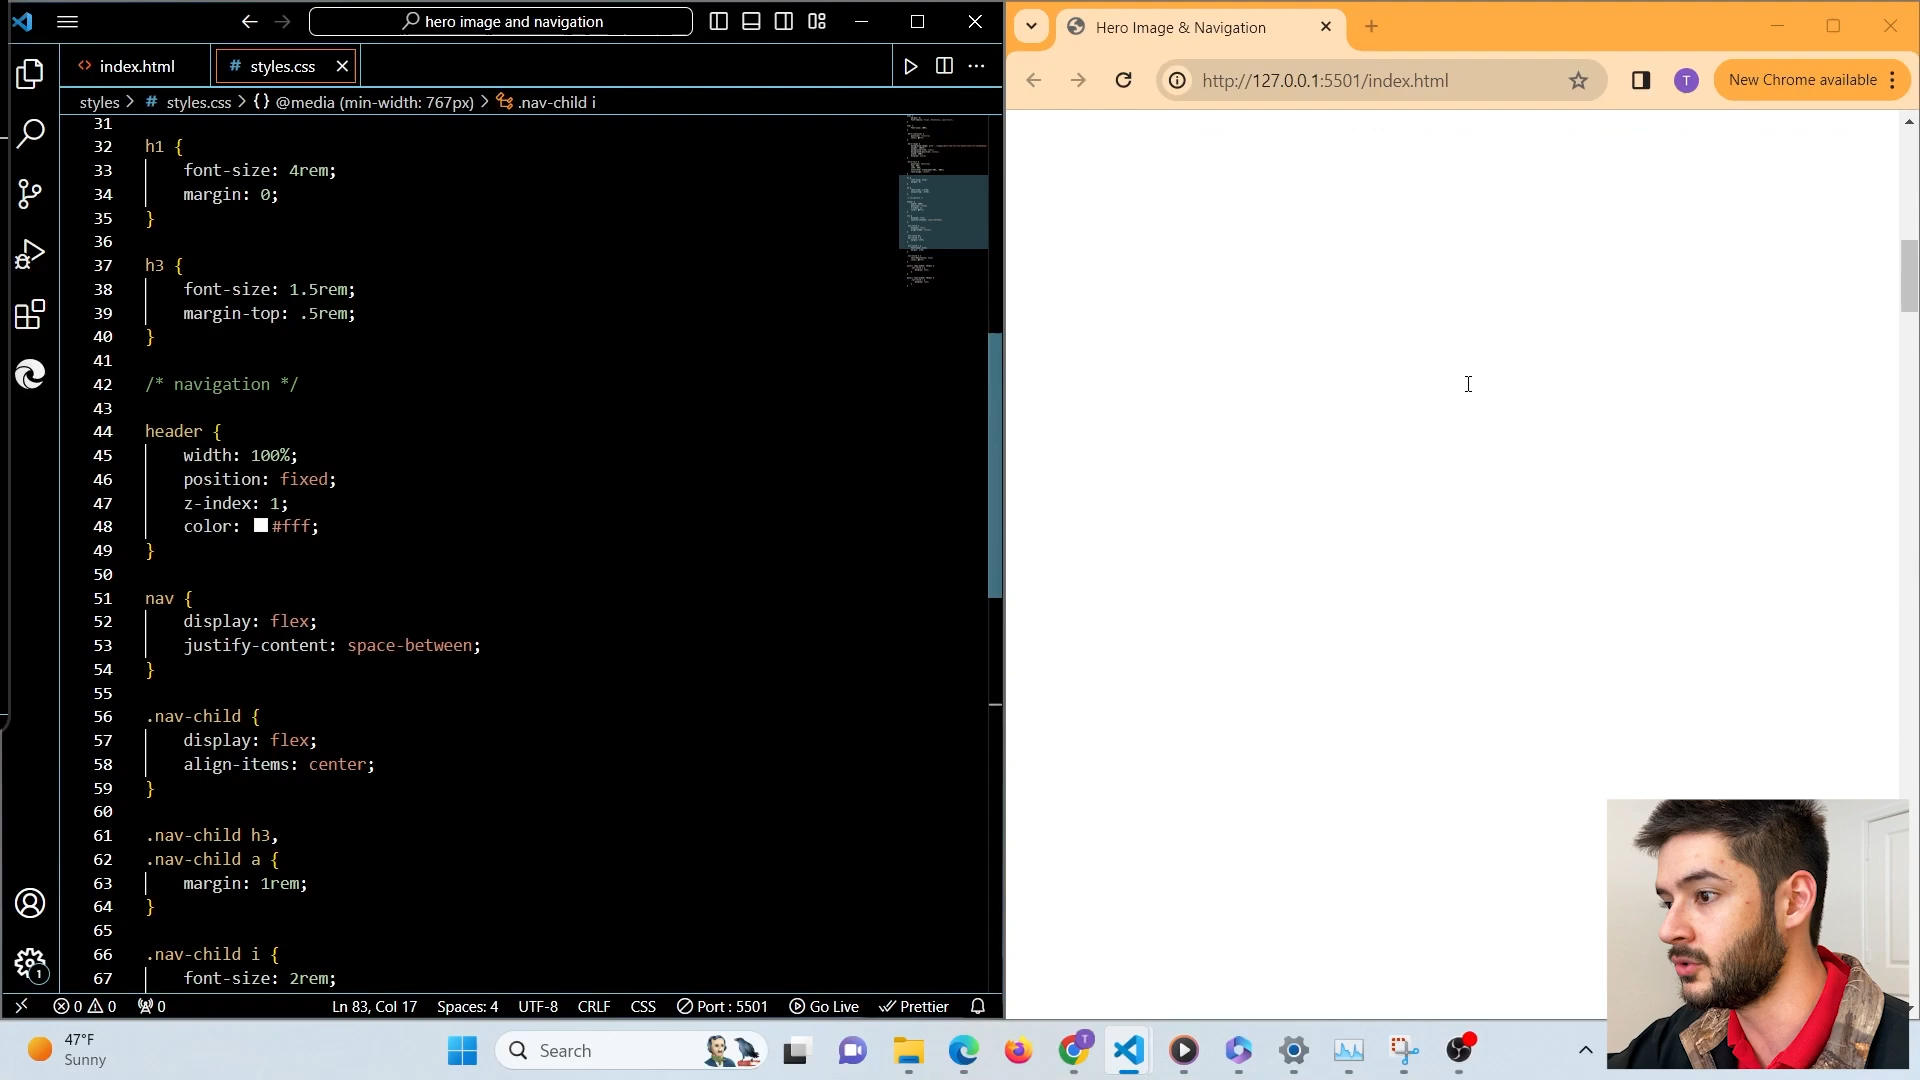 hero image and navigation
index.html
# styles.css
styles > # styles.css > {} @media (min-width: 767px) > .nav-child i
31
32 h1 {
33 font-size: 4rem;
34 margin: 0;
35 }
36
37 h3 {
38 font-size: 1.5rem;
39 margin-top: .5rem;
40 }
41
42 /* navigation */
43
44 header {
45 width: 100%;
46 position: fixed;
47 z-index: 1;
48 color: #fff;
49 }
50
51 nav {
52 display: flex;
53 justify-content: space-between;
54 }
55
56 .nav-child {
57 display: flex;
58 align-items: center;
59 }
60
61 .nav-child h3,
62 .nav-child a {
63 margin: 1rem;
64 }
65
66 .nav-child i {
67 font-size: 2rem;
1
0 0 0 Ln 83, Col 17 Spaces: 4 UTF-8 CRLF CSS Port : 5501 Go Live Prettier
Hero Image & Navigation
http://127.0.0.1:5501/index.html
T
New Chrome available
47°F
Sunny
Search
T